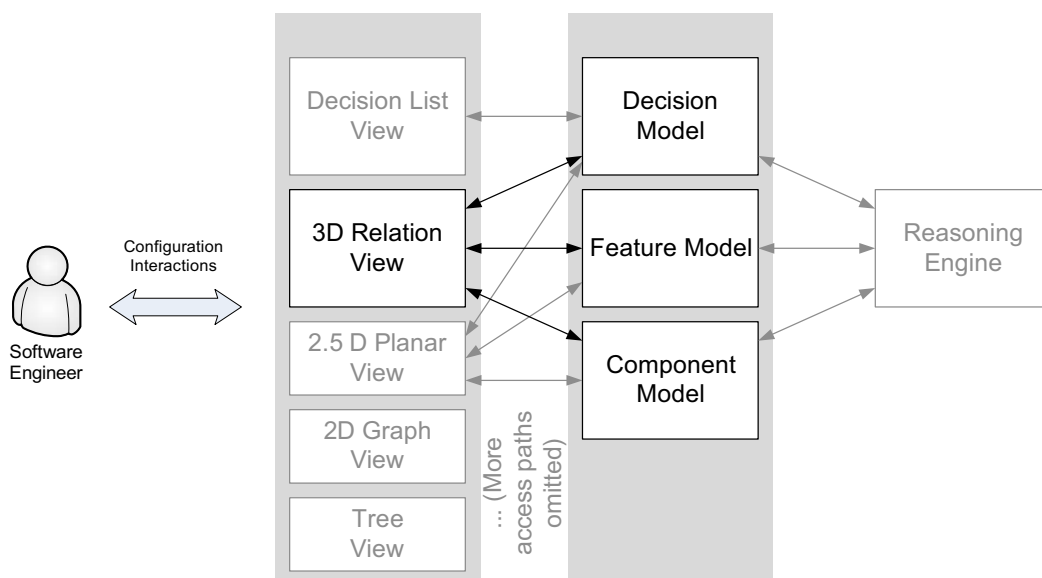 Decision List
View
3D Relation
View
2.5 D Planar
View
2D Graph
View
Tree
View
Decision
Model
Feature Model
Component
Model
Reasoning
Engine
Configuration
Interactions
Software
Engineer
... (More
access paths
omitted)